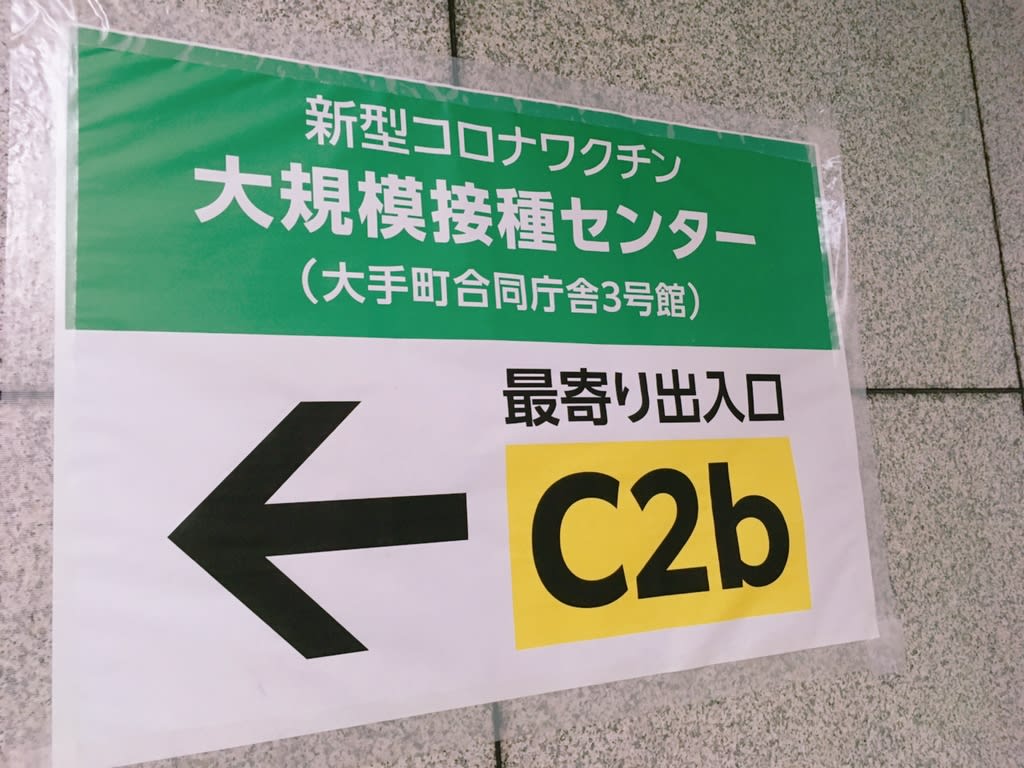 新型コロナワクチン
大規模接種センター
（大手町合同庁舎3号館）
最寄り出入口
C2b